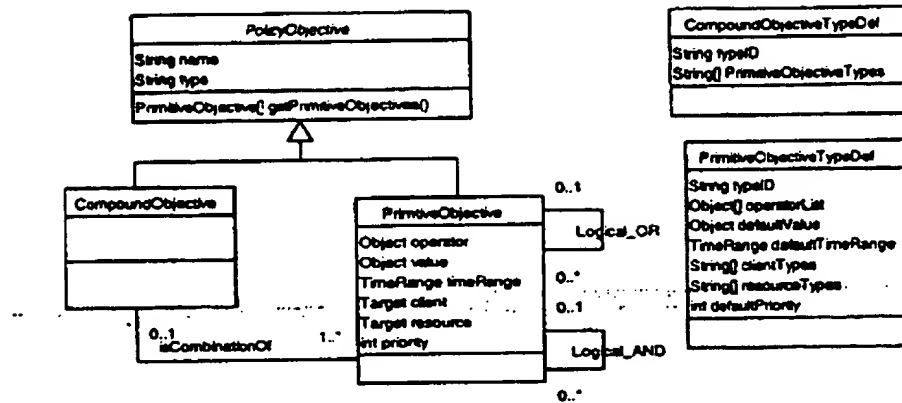 PolicyObjective
String name
String type
PrimitiveObjective[] getPrimitiveObjectives()
CompoundObjectiveTypeDef
String typeID
String[] PrimitiveObjectiveTypes
CompoundObjective
PrimitiveObjective
Object operator
Object value
TimeRange timeRange
Target client
Target resource
int priority
0..1
Logical_OR
0..*
0..1
Logical_AND
0..*
0..1
isCombinationOf
1..*
PrimitiveObjectiveTypeDef
String typeID
Object[] operatorList
Object defaultValue
TimeRange defaultTimeRange
String[] clientTypes
String[] resourceTypes
int defaultPriority